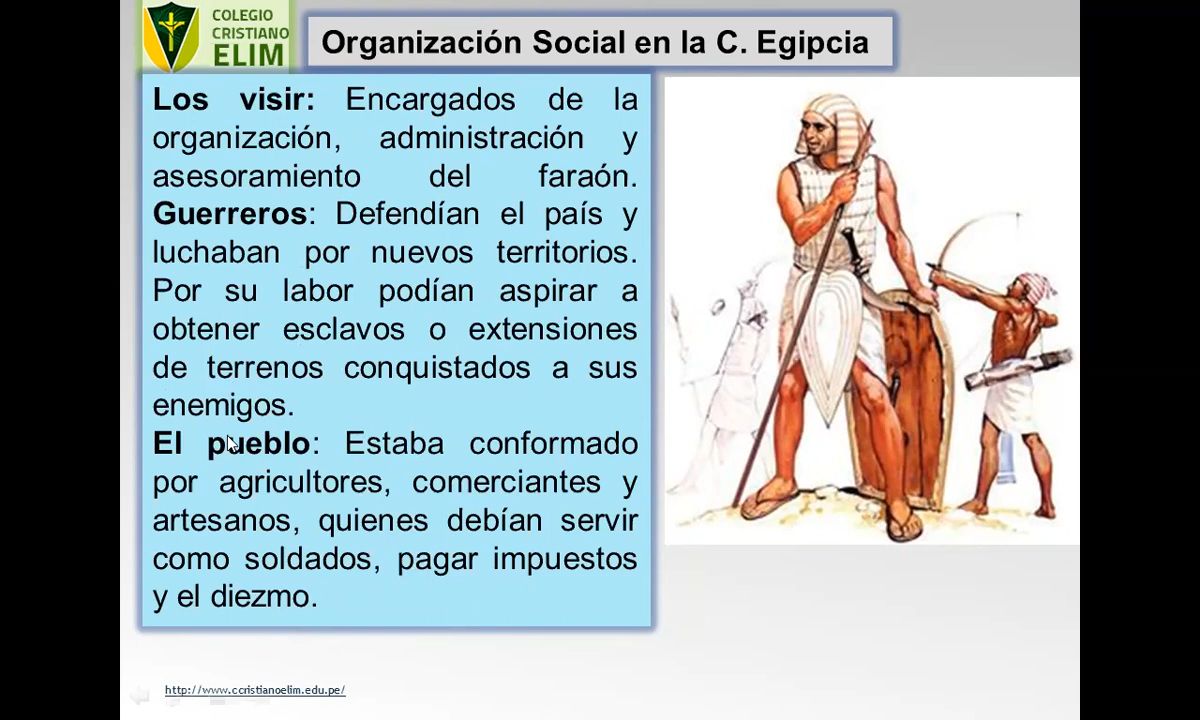 COLEGIO
CRISTIANO
ELIM
Organización Social en la C. Egipcia
Los visir: Encargados de la
organización, administración y
asesoramiento del faraón.
Guerreros: Defendían el país y
luchaban por nuevos territorios.
Por su labor podían aspirar a
obtener esclavos o extensiones
de terrenos conquistados a sus
enemigos.
El pueblo: Estaba conformado
por agricultores, comerciantes y
artesanos, quienes debían servir
como soldados, pagar impuestos
y el diezmo.
http://www.ccristianoelim.edu.pe/